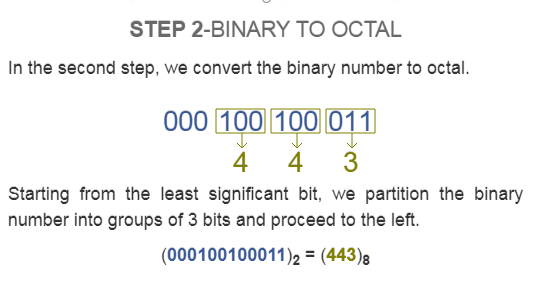 STEP 2-BINARY TO OCTAL
In the second step, we convert the binary number to octal.
000 100 100 011
4 4 3
Starting from the least significant bit, we partition the binary
number into groups of 3 bits and proceed to the left.
(000100100011)₂ = (443)₈